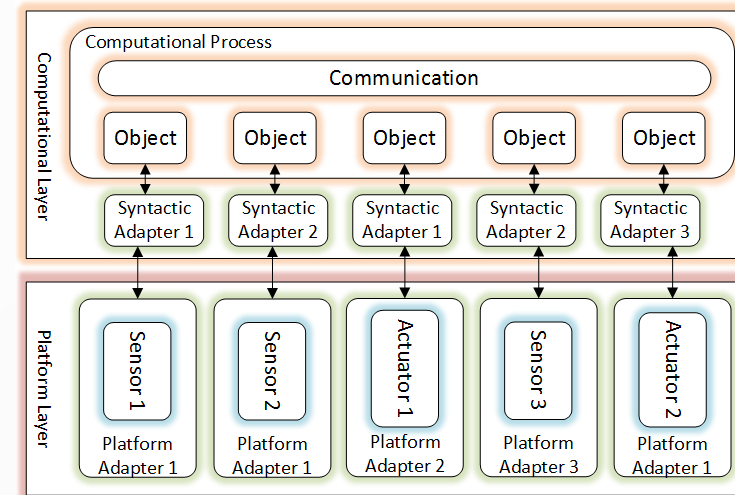 Computational Layer
Computational Process
Communication
Object
Object
Object
Object
Object
Syntactic
Adapter 1
Syntactic
Adapter 2
Syntactic
Adapter 1
Syntactic
Adapter 2
Syntactic
Adapter 3
Platform Layer
Sensor 1
Platform
Adapter 1
Sensor 2
Platform
Adapter 1
Actuator 1
Platform
Adapter 2
Sensor 3
Platform
Adapter 3
Actuator 2
Platform
Adapter 1